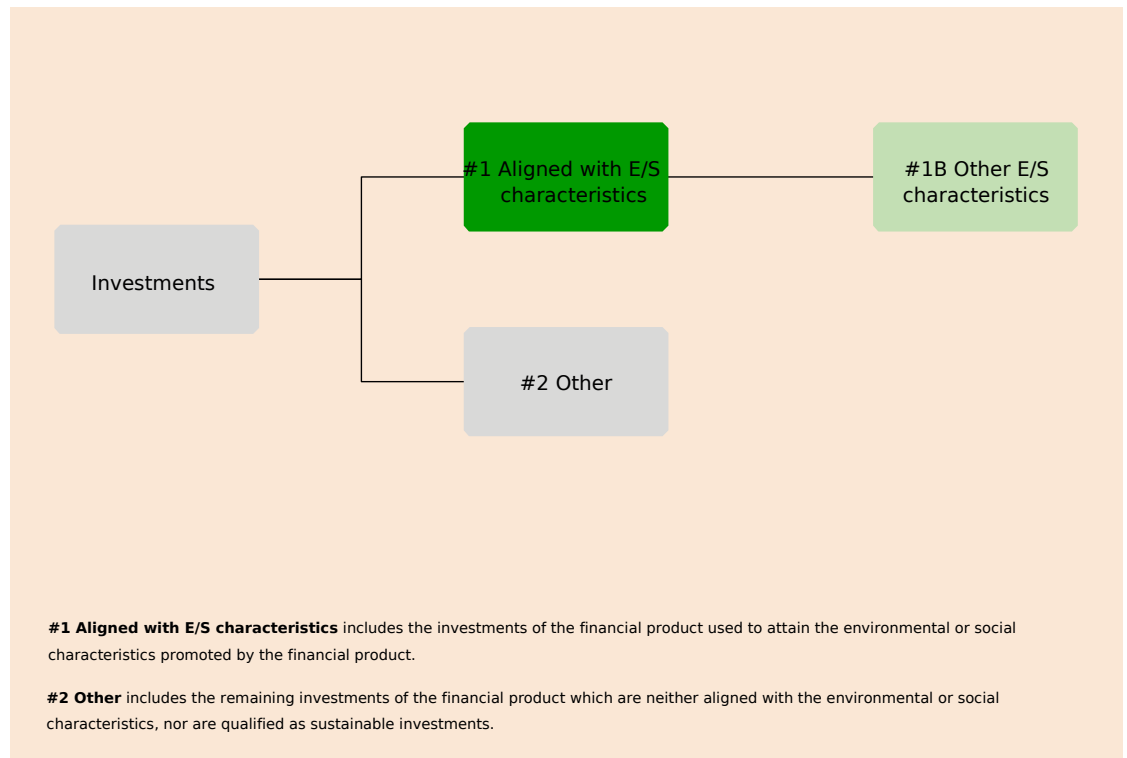 #1 Aligned with E/S
characteristics
#1B Other E/S
characteristics
Investments
#2 Other
#1 Aligned with E/S characteristics includes the investments of the financial product used to attain the environmental or social
characteristics promoted by the financial product.
#2 Other includes the remaining investments of the financial product which are neither aligned with the environmental or social
characteristics, nor are qualified as sustainable investments.